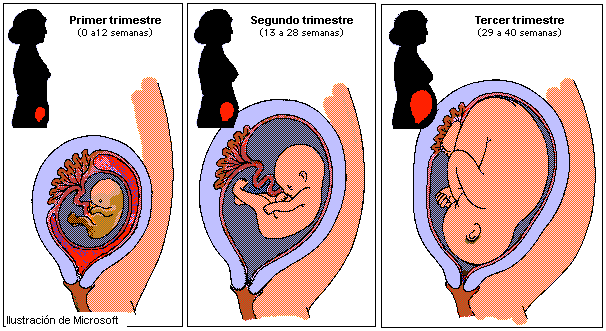 Primer trimestre
(0 a12 semanas)
Segundo trimestre
(13 a 28 semanas)
Tercer trimestre
(29 a 40 semanas)
Ilustración de Microsoft